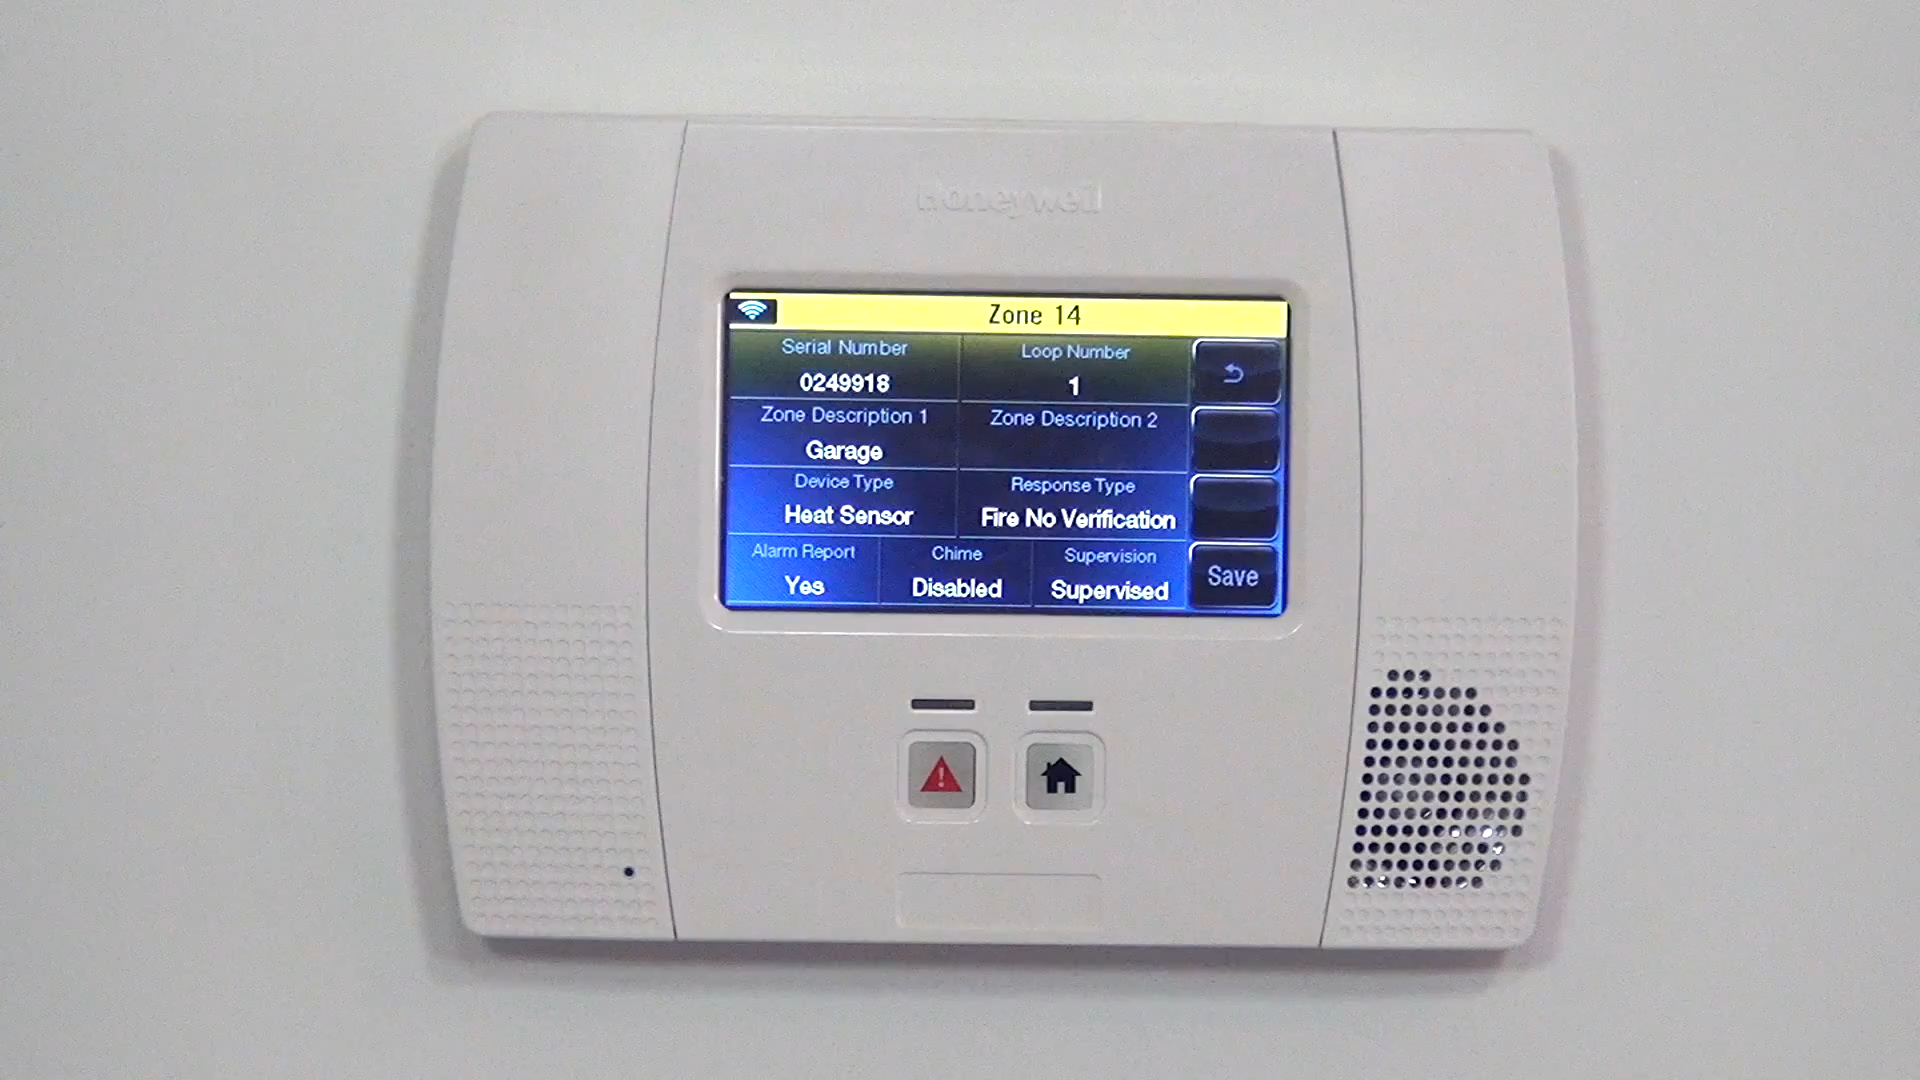 Honeywell
Zone 14
Serial Number
0249918
Loop Number
1
Zone Description 1
Garage
Zone Description 2
Device Type
Heat Sensor
Response Type
Fire No Verification
Alarm Report
Yes
Chime
Disabled
Supervision
Supervised
Save